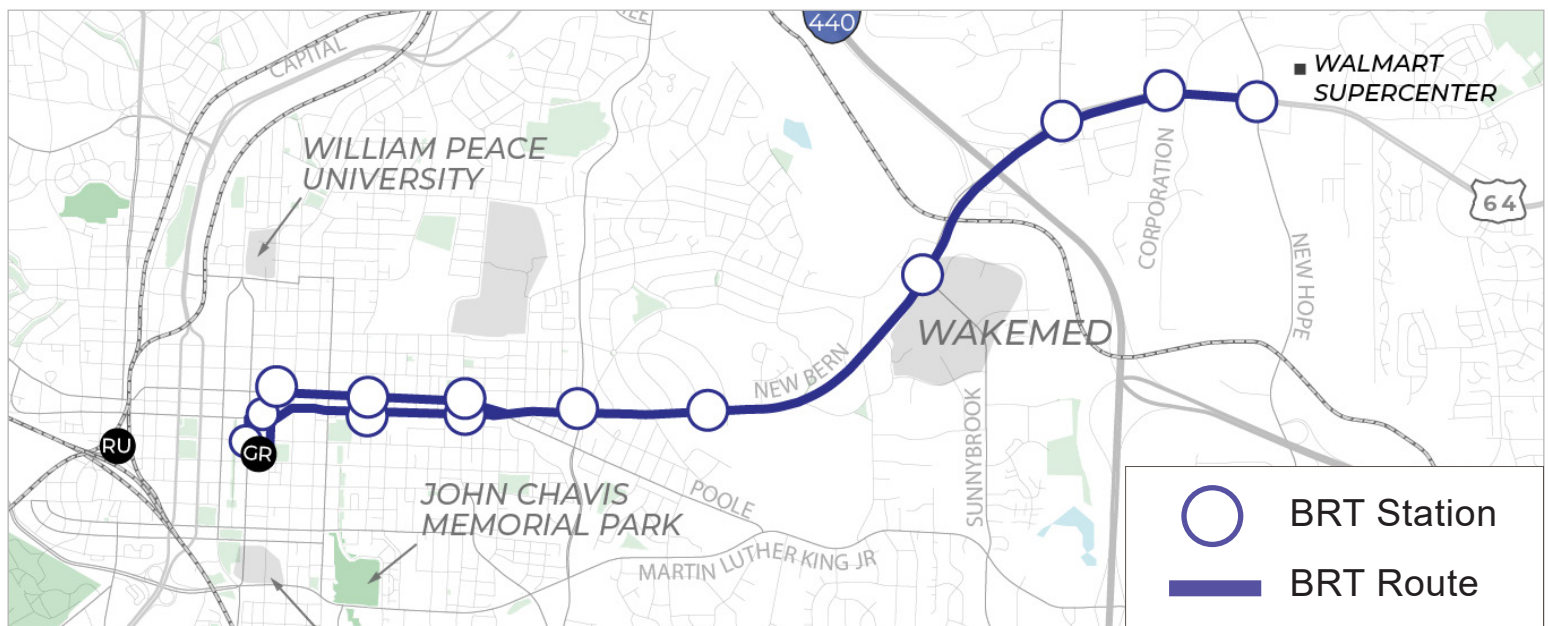 440
CAPITAL
WALMART
SUPERCENTER
WILLIAM PEACE
UNIVERSITY
CORPORATION
64
NEW HOPE
WAKEMED
NEW BERN
SUNNYBROOK
RU
GR
JOHN CHAVIS
MEMORIAL PARK
POOLE
MARTIN LUTHER KING JR
BRT Station
BRT Route